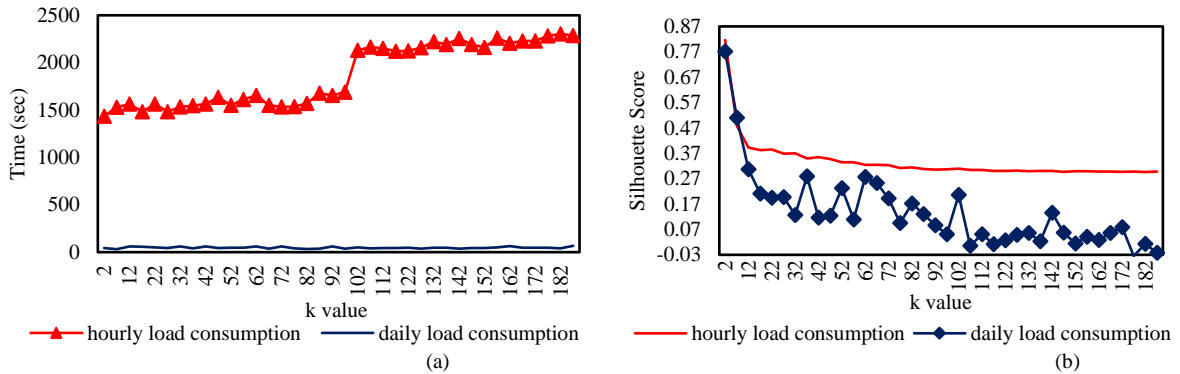 (a)
2500
2000
1500
1000
500
0
Time (sec)
2 12 22 32 42 52 62 72 82 92 102 112 122 132 142 152 162 172 182
k value
hourly load consumption daily load consumption
(b)
0.87
0.77
0.67
0.57
0.47
0.37
0.27
0.17
0.07
-0.03
Silhouette Score
2 12 22 32 42 52 62 72 82 92 102 112 122 132 142 152 162 172 182
k value
hourly load consumption daily load consumption
(a)
(b)